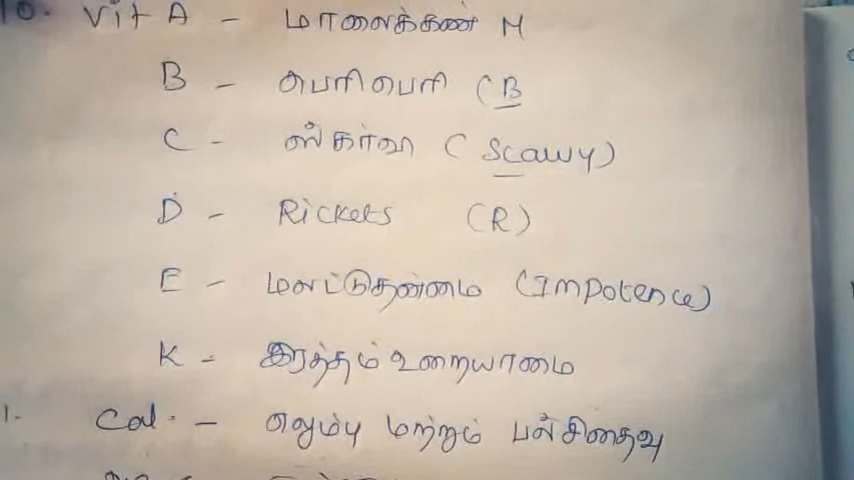 10. Vit A - மாலைக்கண் M
B - பெரிபெரி (B
C - ஸ்கர்வி (Scawy)
D - Rickets (R)
E - மலட்டுதன்மை (Impotence)
K - இரத்தம் உறையாமை
1. Cal. - எலும்பு மற்றும் பல்சிதைவு